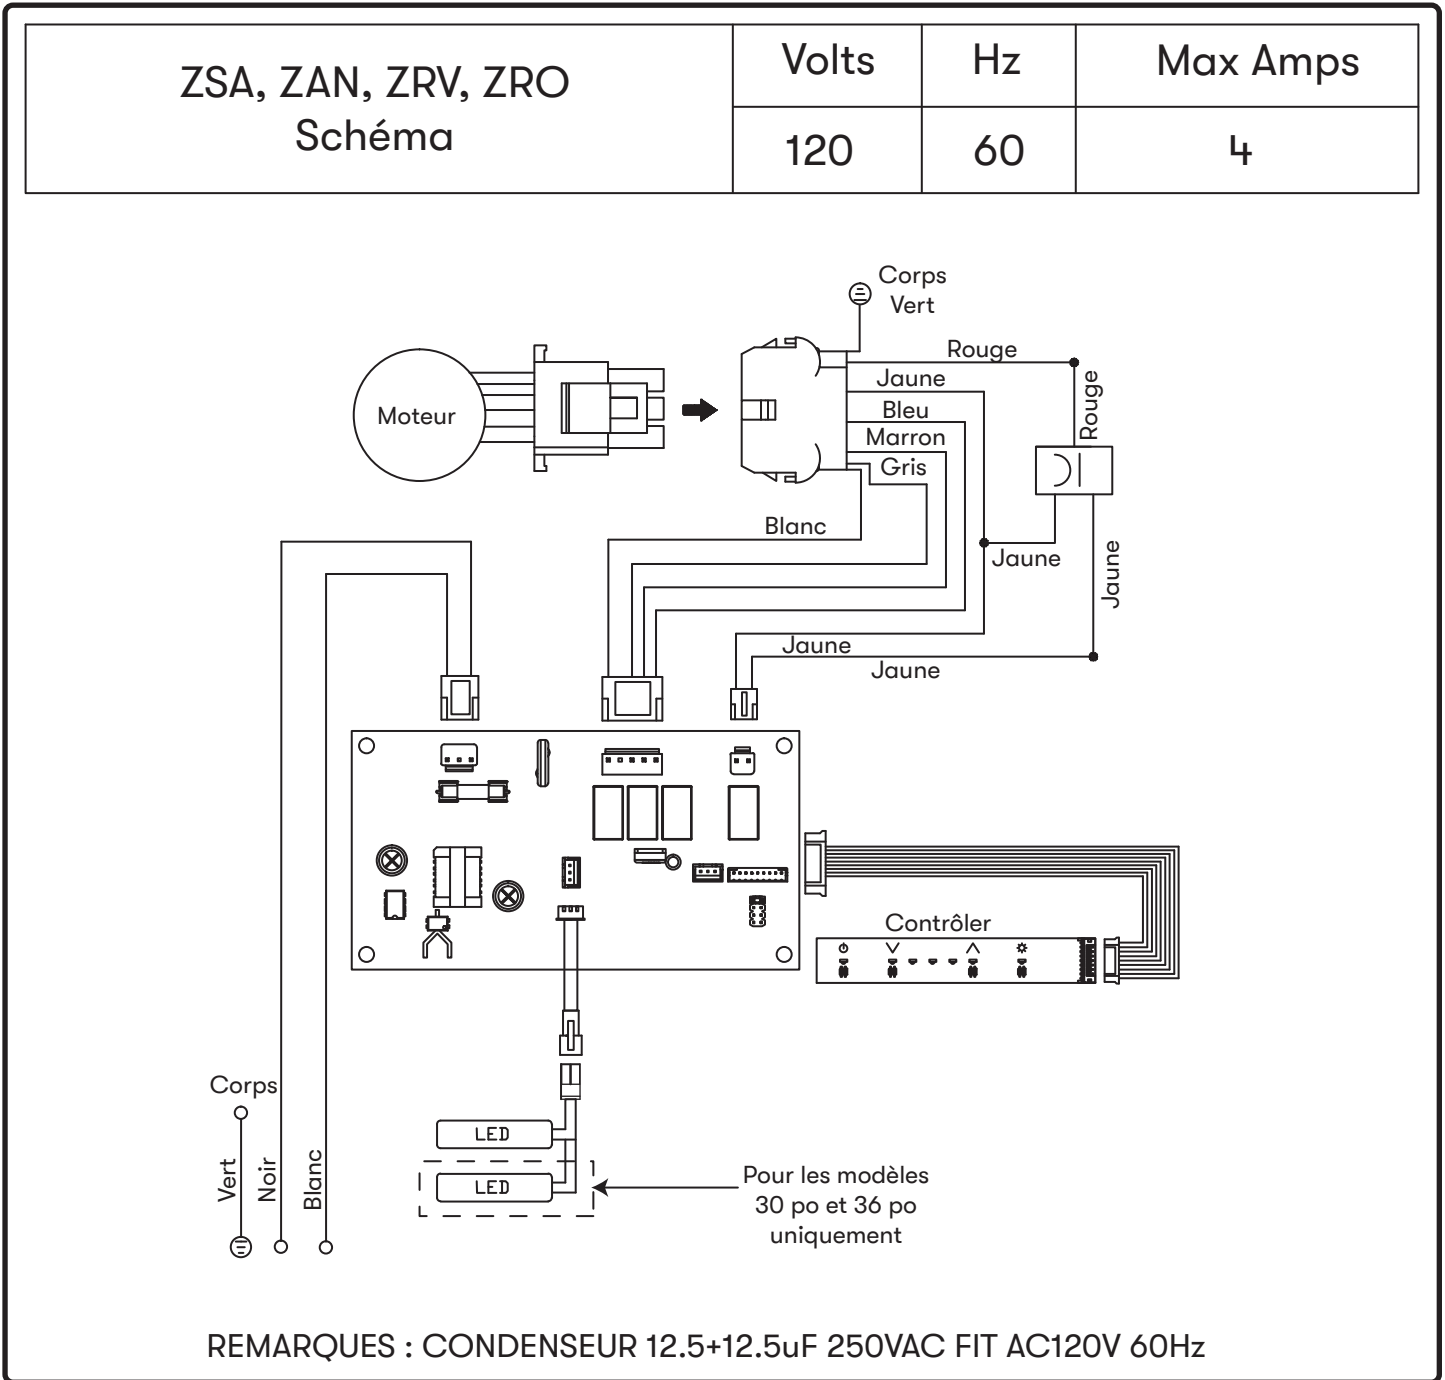 ZSA, ZAN, ZRV, ZRO
Schéma
Volts
Hz
Max Amps
120
60
4
Corps
Vert
Rouge
Jaune
Bleu
Marron
Gris
Rouge
Moteur
Blanc
Jaune
Jaune
Jaune
Jaune
Contrôler
Corps
Vert
Noir
Blanc
LED
LED
Pour les modèles
30 po et 36 po
uniquement
REMARQUES : CONDENSEUR 12.5+12.5uF 250VAC FIT AC120V 60Hz